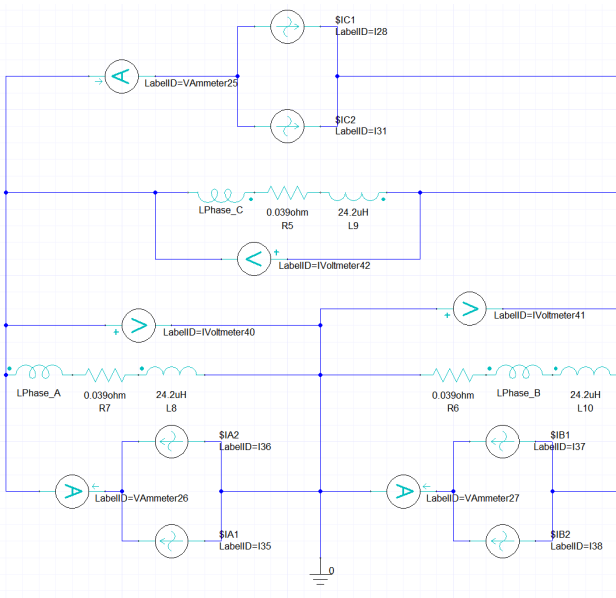 $IC1
LabelID=I28
A
LabelID=VAmmeter25
$IC2
LabelID=I31
LPhase_C
0.039ohm
R5
24.2uH
L9
V
+
LabelID=IVoltmeter42
V
+
LabelID=IVoltmeter40
V
+
LabelID=IVoltmeter41
LPhase_A
0.039ohm
R7
24.2uH
L8
0.039ohm
R6
LPhase_B
24.2uH
L10
$IA2
LabelID=I36
A
LabelID=VAmmeter26
$IA1
LabelID=I35
$IB1
LabelID=I37
A
LabelID=VAmmeter27
$IB2
LabelID=I38
0